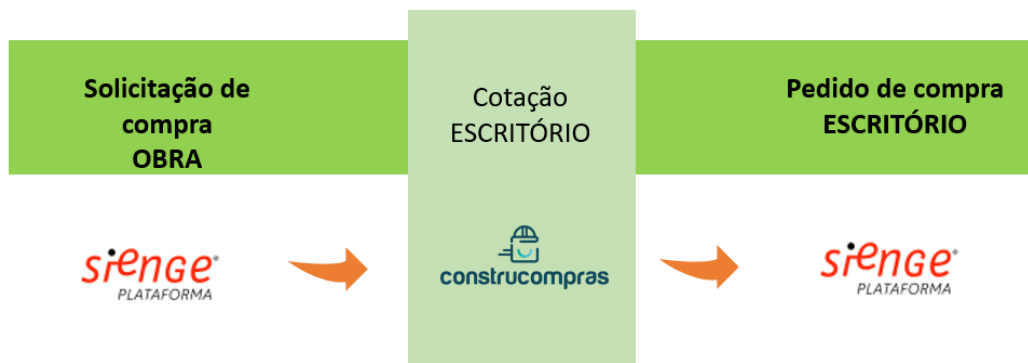 Solicitação de
compra
OBRA
Cotação
ESCRITÓRIO
Pedido de compra
ESCRITÓRIO
sienge
PLATAFORMA
construcompras
sienge
PLATAFORMA